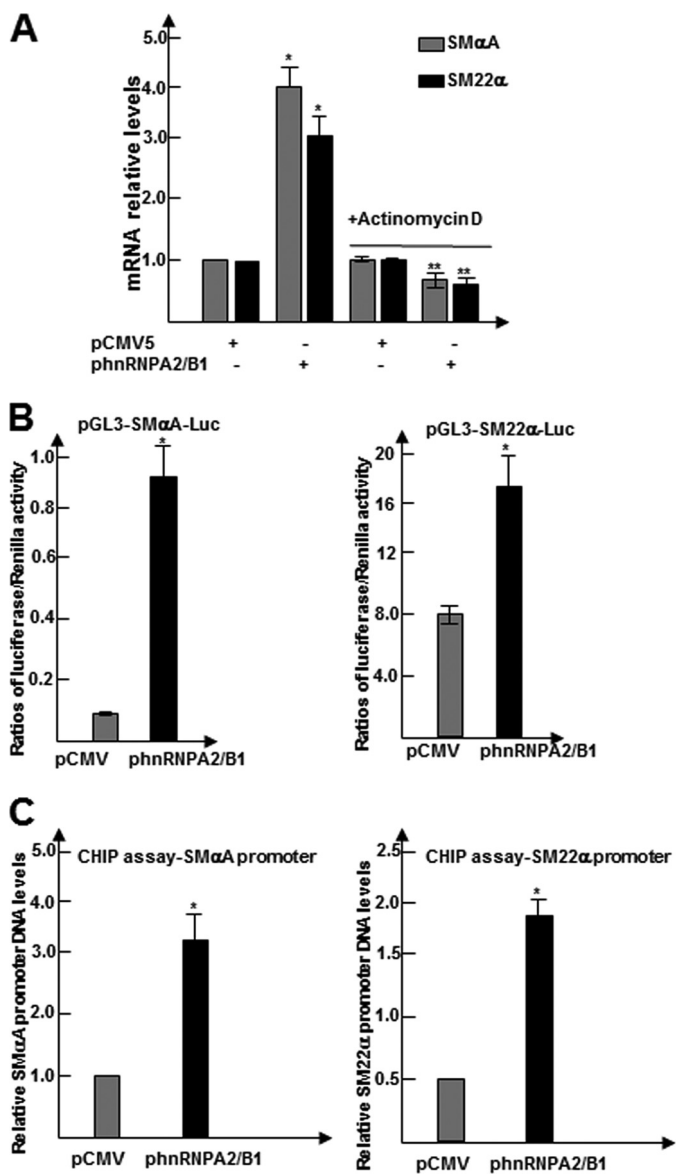 A
5.0
4.0
3.0
2.0
1.0
mRNA relative levels
SMαA
SM22α
*
*
+Actinomycin D
**
**
pCMV5 + - + -
phnRNPA2/B1 - + - +
B
pGL3-SMαA-Luc
*
1.0
0.8
0.6
0.4
0.2
Ratios of luciferase/Renilla activity
pCMV phnRNPA2/B1
pGL3-SM22α-Luc
*
20
16
12
8.0
4.0
Ratios of luciferase/Renilla activity
pCMV phnRNPA2/B1
C
CHIP assay-SMαA promoter
5.0
4.0
3.0
2.0
1.0
*
Relative SMαA promoter DNA levels
pCMV phnRNPA2/B1
CHIP assay-SM22α promoter
2.5
2.0
1.5
1.0
0.5
*
Relative SM22α promoter DNA levels
pCMV phnRNPA2/B1